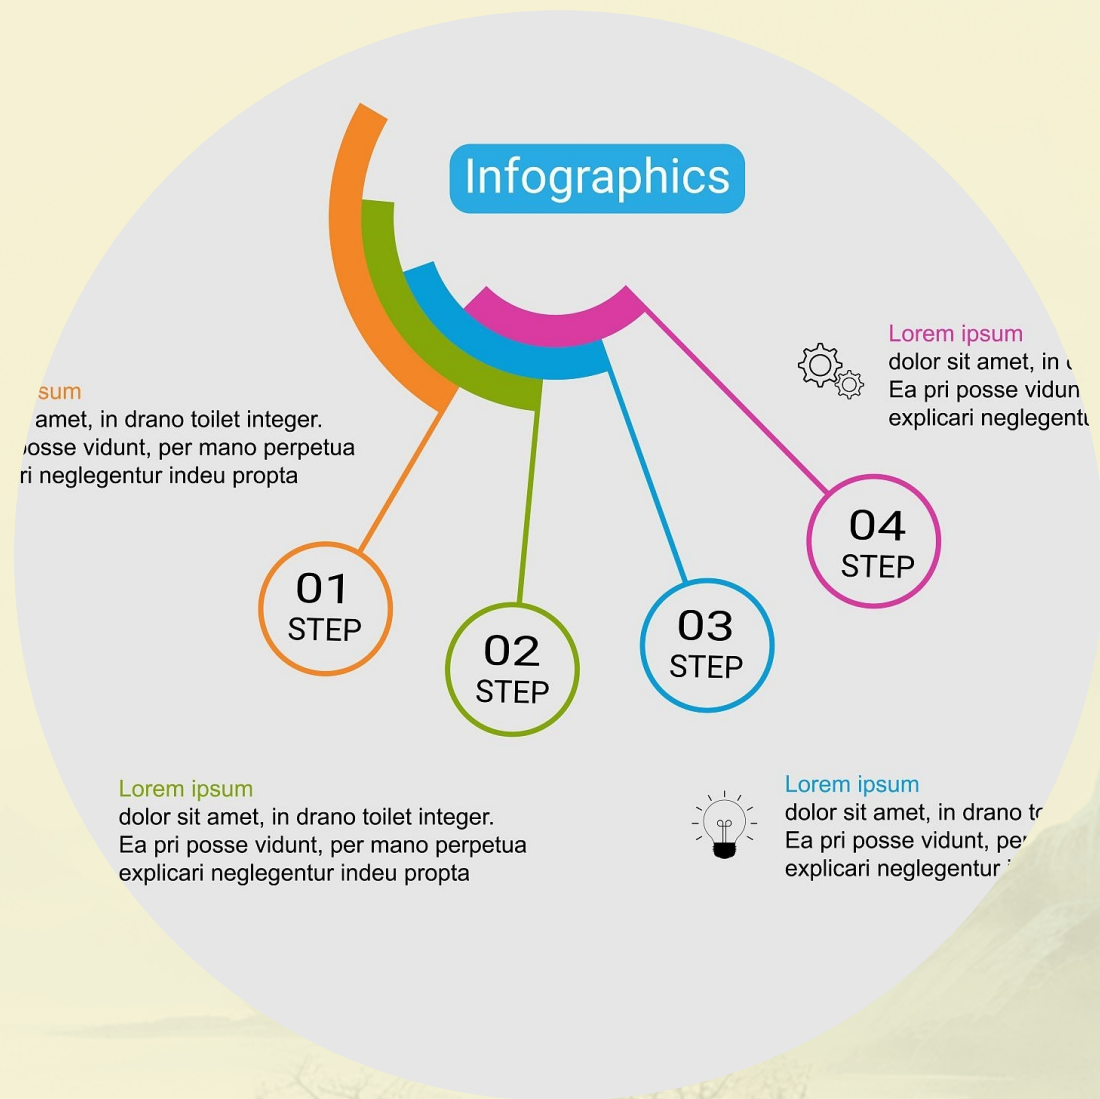 Infographics
sum
amet, in drano toilet integer.
posse vidunt, per mano perpetua
neglegentur indeu propta
Lorem ipsum
dolor sit amet, in
Ea pri posse vidun
explicari neglegentu
01
STEP
02
STEP
03
STEP
04
STEP
Lorem ipsum
dolor sit amet, in drano toilet integer.
Ea pri posse vidunt, per mano perpetua
explicari neglegentur indeu propta
Lorem ipsum
dolor sit amet, in drano
Ea pri posse vidunt, per
explicari neglegentur